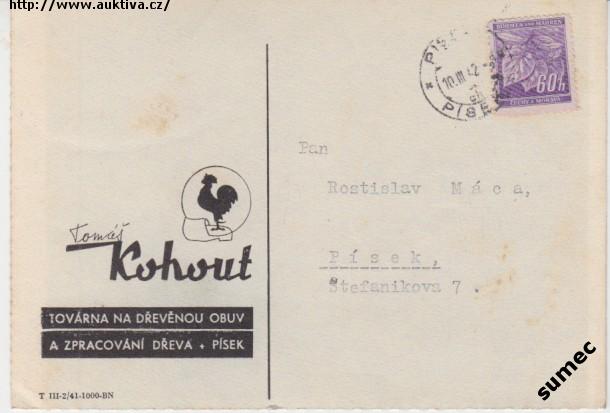 http://www.auktiva.cz/
PÍSEK
10.III.42
PÍSEK
BÖHMEN UND MÄHREN
60h
ČECHY A MORAVA
Pan
Rostislav Máca,
Písek,
Štefanikova 7.
Tomáš
Kohout
TOVÁRNA NA DŘEVĚNOU OBUV
A ZPRACOVÁNÍ DŘEVA + PÍSEK
T III-2/41-1000-BN
sumec